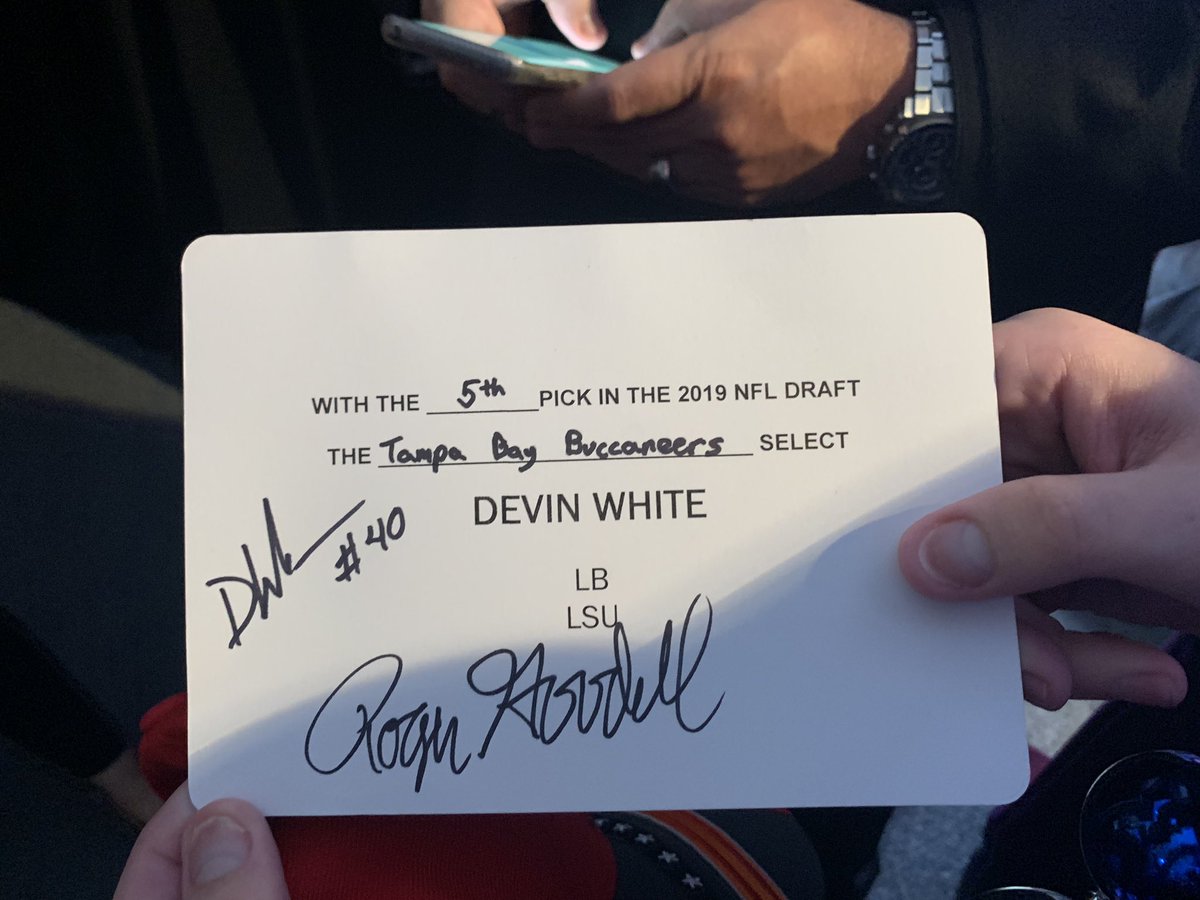 WITH THE 5th PICK IN THE 2019 NFL DRAFT
THE Tampa Bay Buccaneers SELECT
DEVIN WHITE
#40
LB
LSU
Roger Goodell